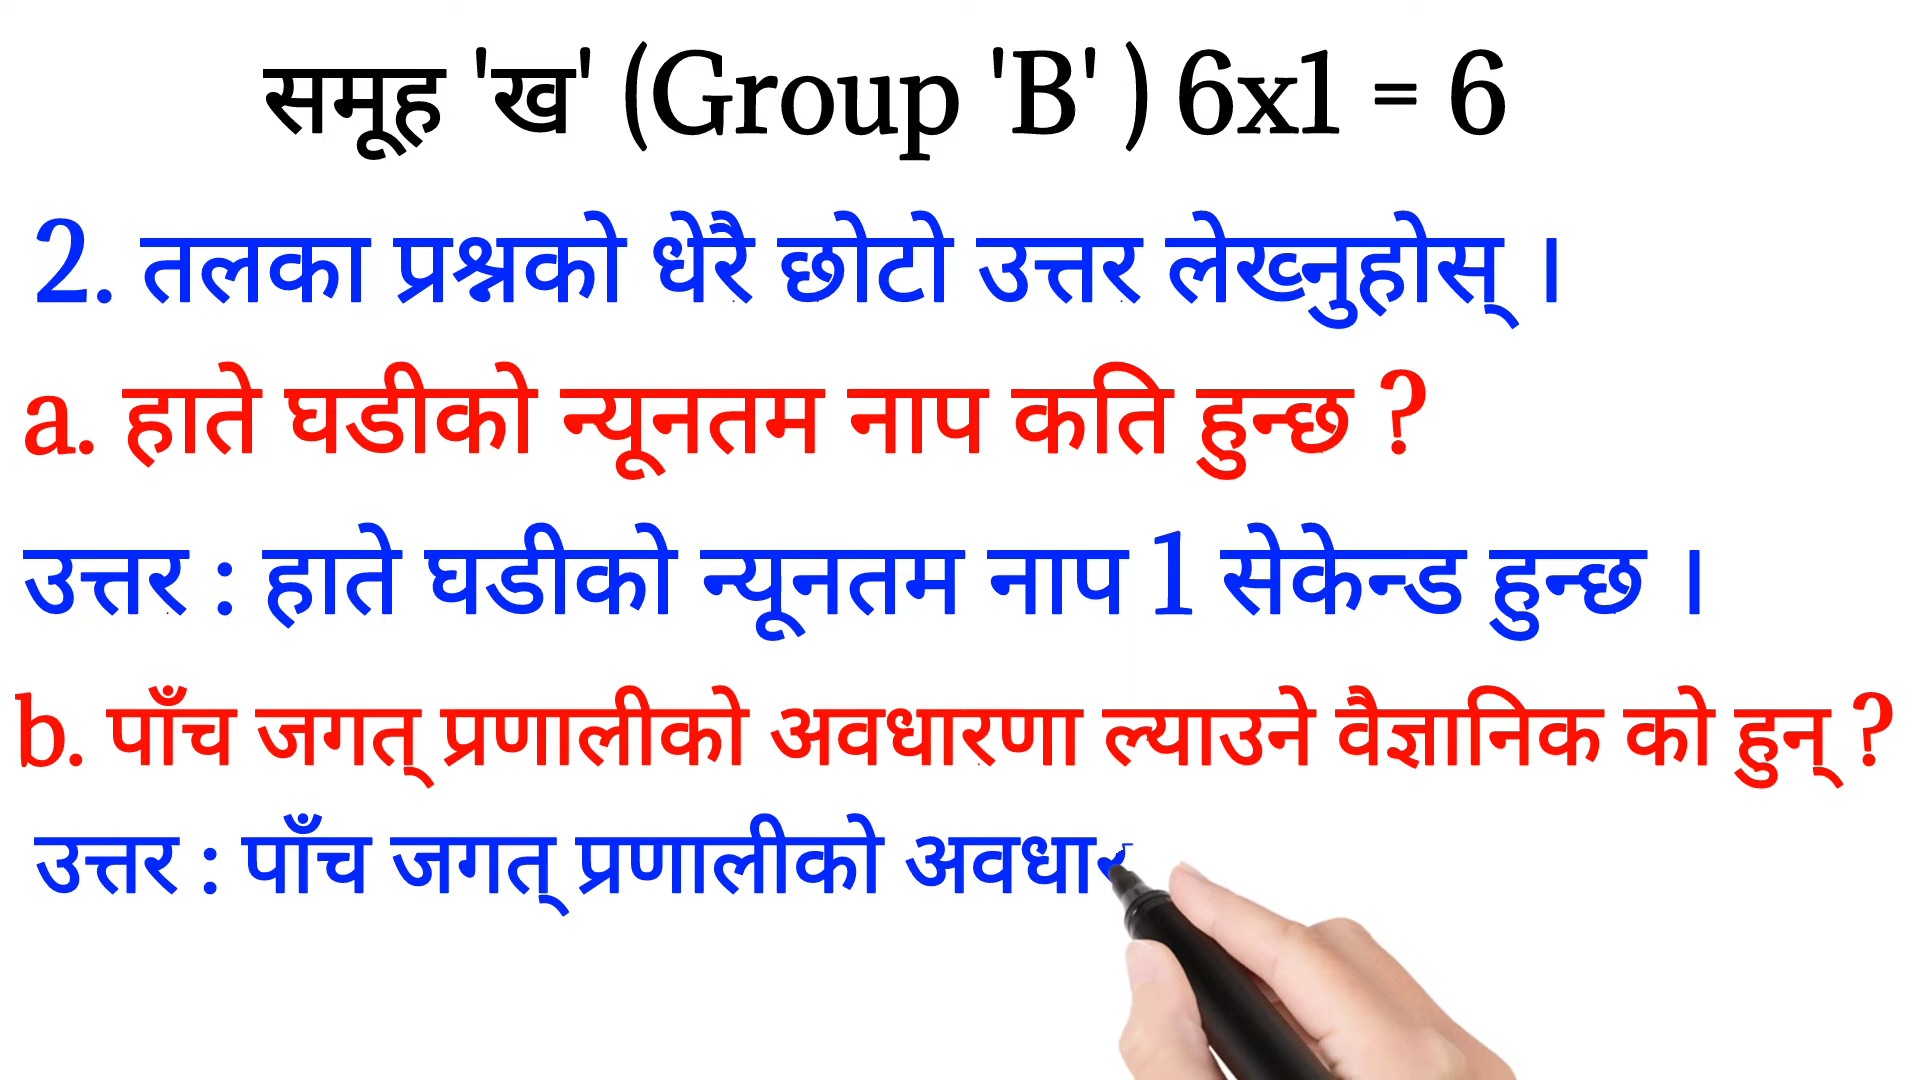 समूह 'ख' (Group 'B' ) 6x1 = 6
2. तलका प्रश्नको धेरै छोटो उत्तर लेख्नुहोस् ।
a. हाते घडीको न्यूनतम नाप कति हुन्छ ?
उत्तर : हाते घडीको न्यूनतम नाप 1 सेकेन्ड हुन्छ ।
b. पाँच जगत् प्रणालीको अवधारणा ल्याउने वैज्ञानिक को हुन् ?
उत्तर : पाँच जगत् प्रणालीको